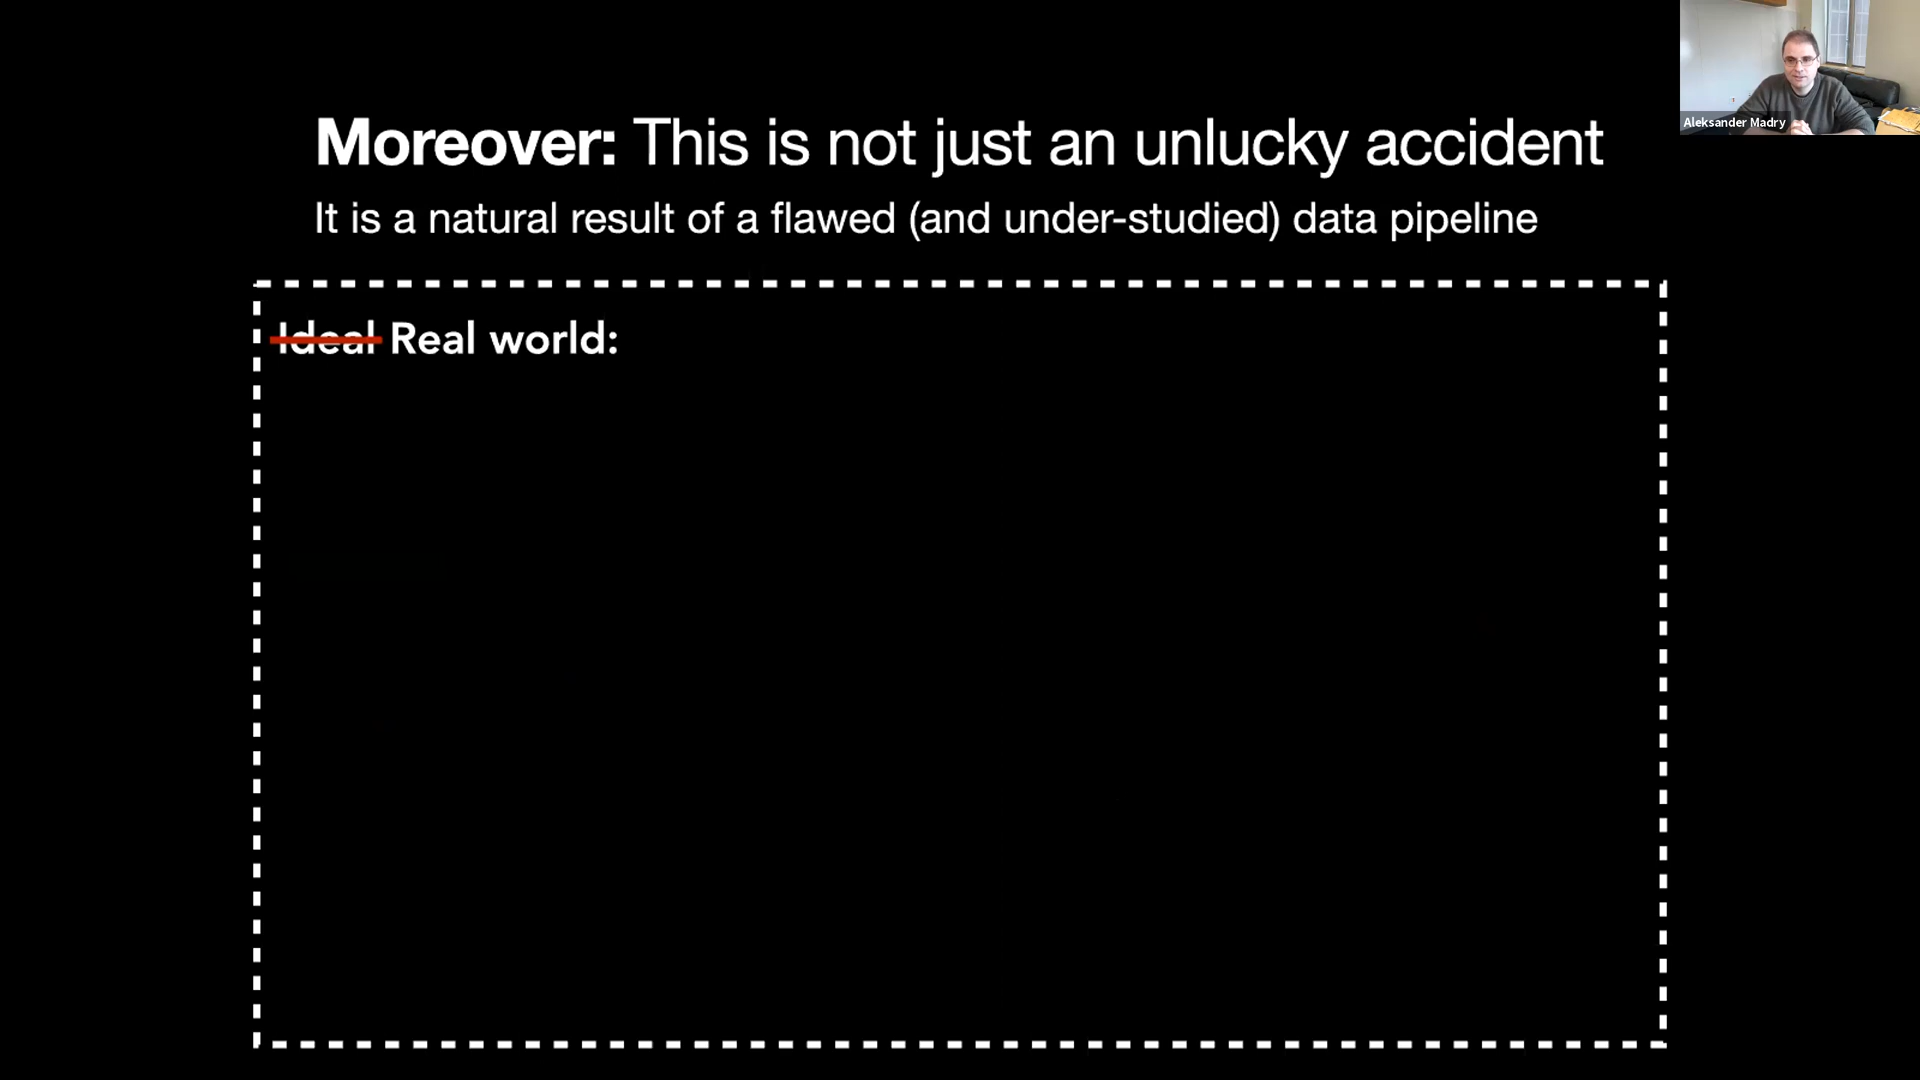 Moreover: This is not just an unlucky accident
It is a natural result of a flawed (and under-studied) data pipeline
Ideal Real world:
Aleksander Madry